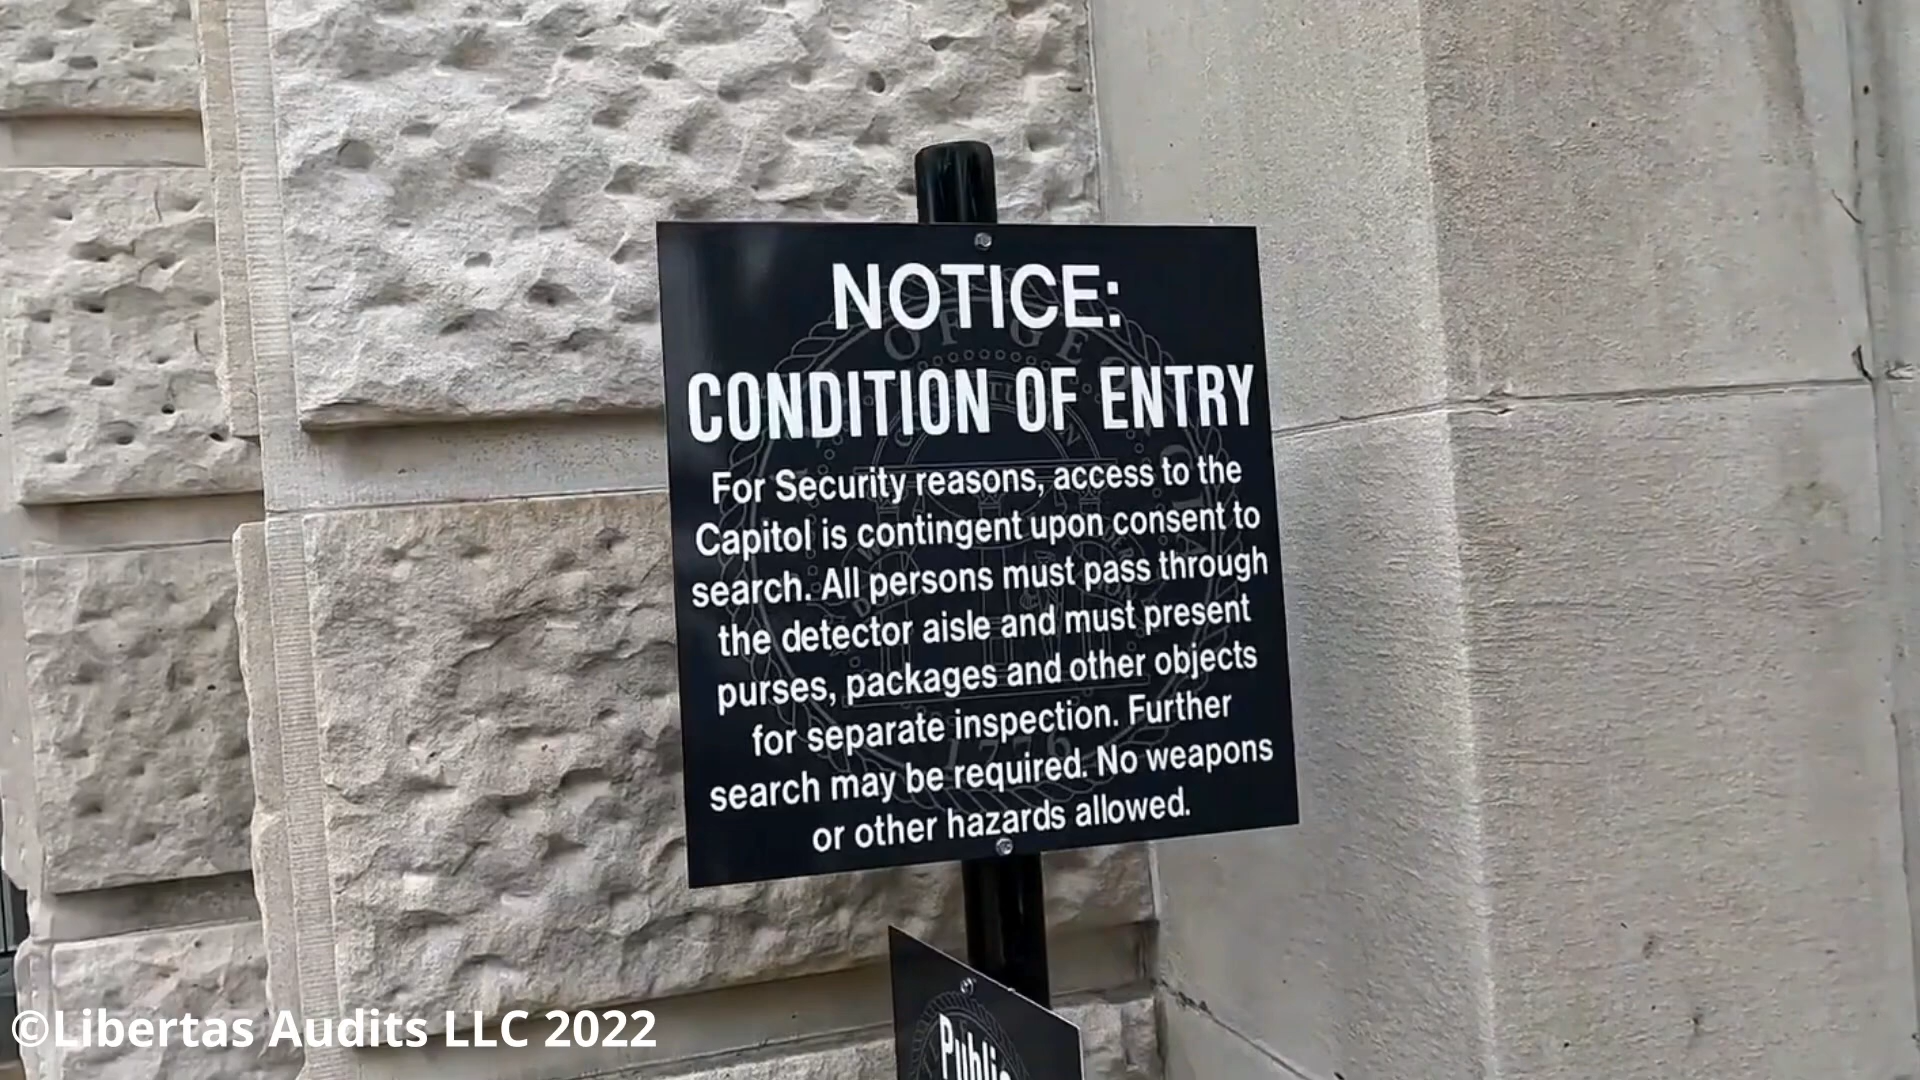 NOTICE:
CONDITION OF ENTRY
For Security reasons, access to the
Capitol is contingent upon consent to
search. All persons must pass through
the detector aisle and must present
purses, packages and other objects
for separate inspection. Further
search may be required. No weapons
or other hazards allowed.
Public
©Libertas Audits LLC 2022